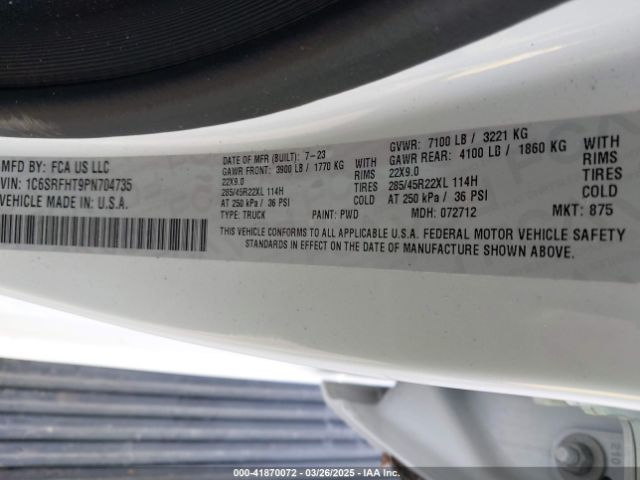 MFD BY: FCA US LLC
VIN: 1C6SRFHT9PN704735
VEHICLE MADE IN: U.S.A.
DATE OF MFR (BUILT): 7-23
GAWR FRONT: 3900 LB / 1770 KG WITH
22X9.0 RIMS
285/45R22XL 114H TIRES
AT 250 kPa / 36 PSI COLD
TYPE: TRUCK PAINT: PWD
GVWR: 7100 LB / 3221 KG
GAWR REAR: 4100 LB / 1860 KG WITH
22X9.0 RIMS
285/45R22XL 114H TIRES
AT 250 kPa / 36 PSI COLD
MDH: 072712 MKT: 875
THIS VEHICLE CONFORMS TO ALL APPLICABLE U.S.A. FEDERAL MOTOR VEHICLE SAFETY
STANDARDS IN EFFECT ON THE DATE OF MANUFACTURE SHOWN ABOVE.
210
000-41870072 | 03/26/2025 | IAA Inc.